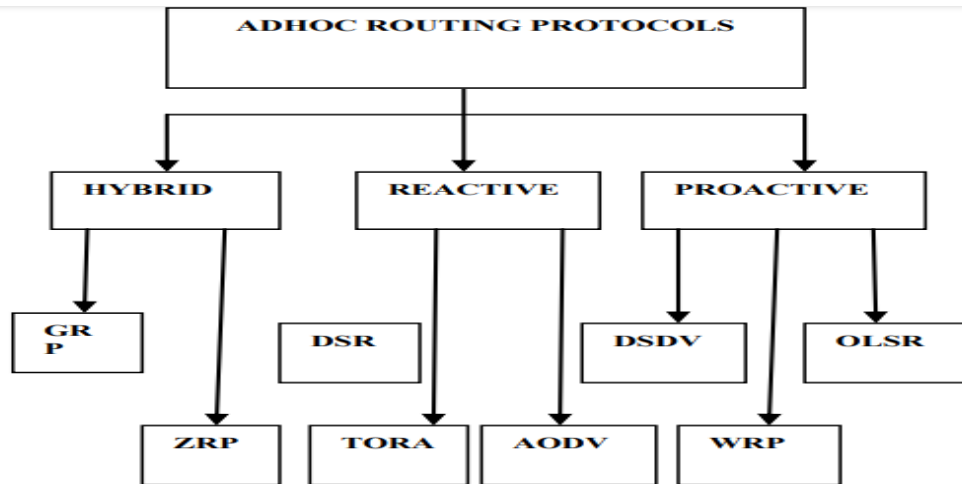 ADHOC ROUTING PROTOCOLS
HYBRID
REACTIVE
PROACTIVE
GR
P
DSR
DSDV
OLSR
ZRP
TORA
AODV
WRP